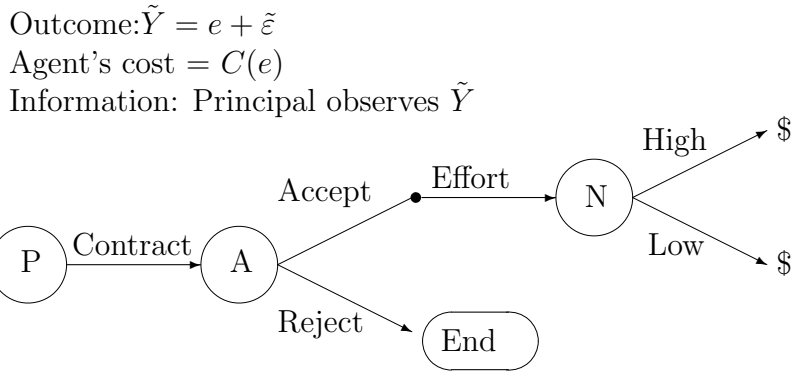 Outcome:Ỹ = e + ε̃
Agent's cost = C(e)
Information: Principal observes Ỹ
High
$
Accept
Effort
N
Contract
Low
P
A
$
Reject
End